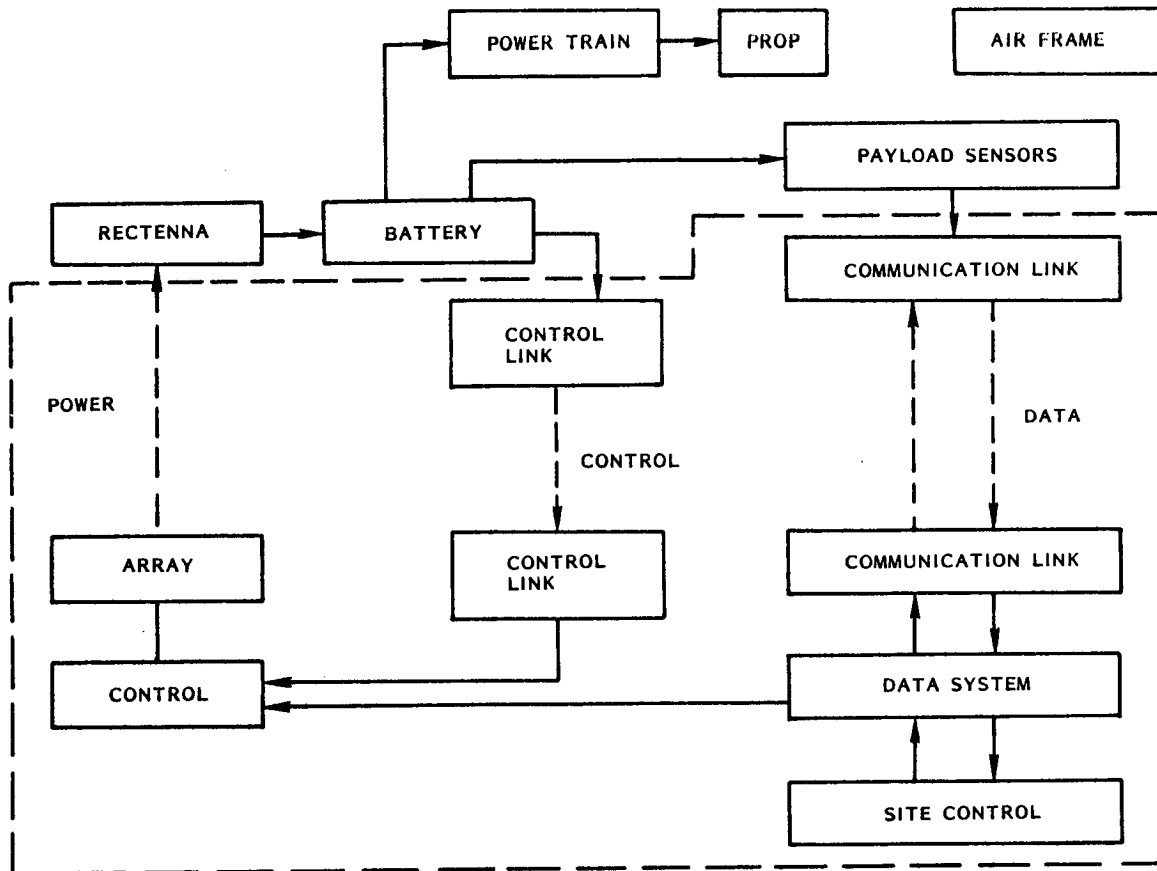 POWER TRAIN
PROP
AIR FRAME
PAYLOAD SENSORS
RECTENNA
BATTERY
COMMUNICATION LINK
CONTROL
LINK
POWER
DATA
CONTROL
ARRAY
CONTROL
LINK
COMMUNICATION LINK
CONTROL
DATA SYSTEM
SITE CONTROL